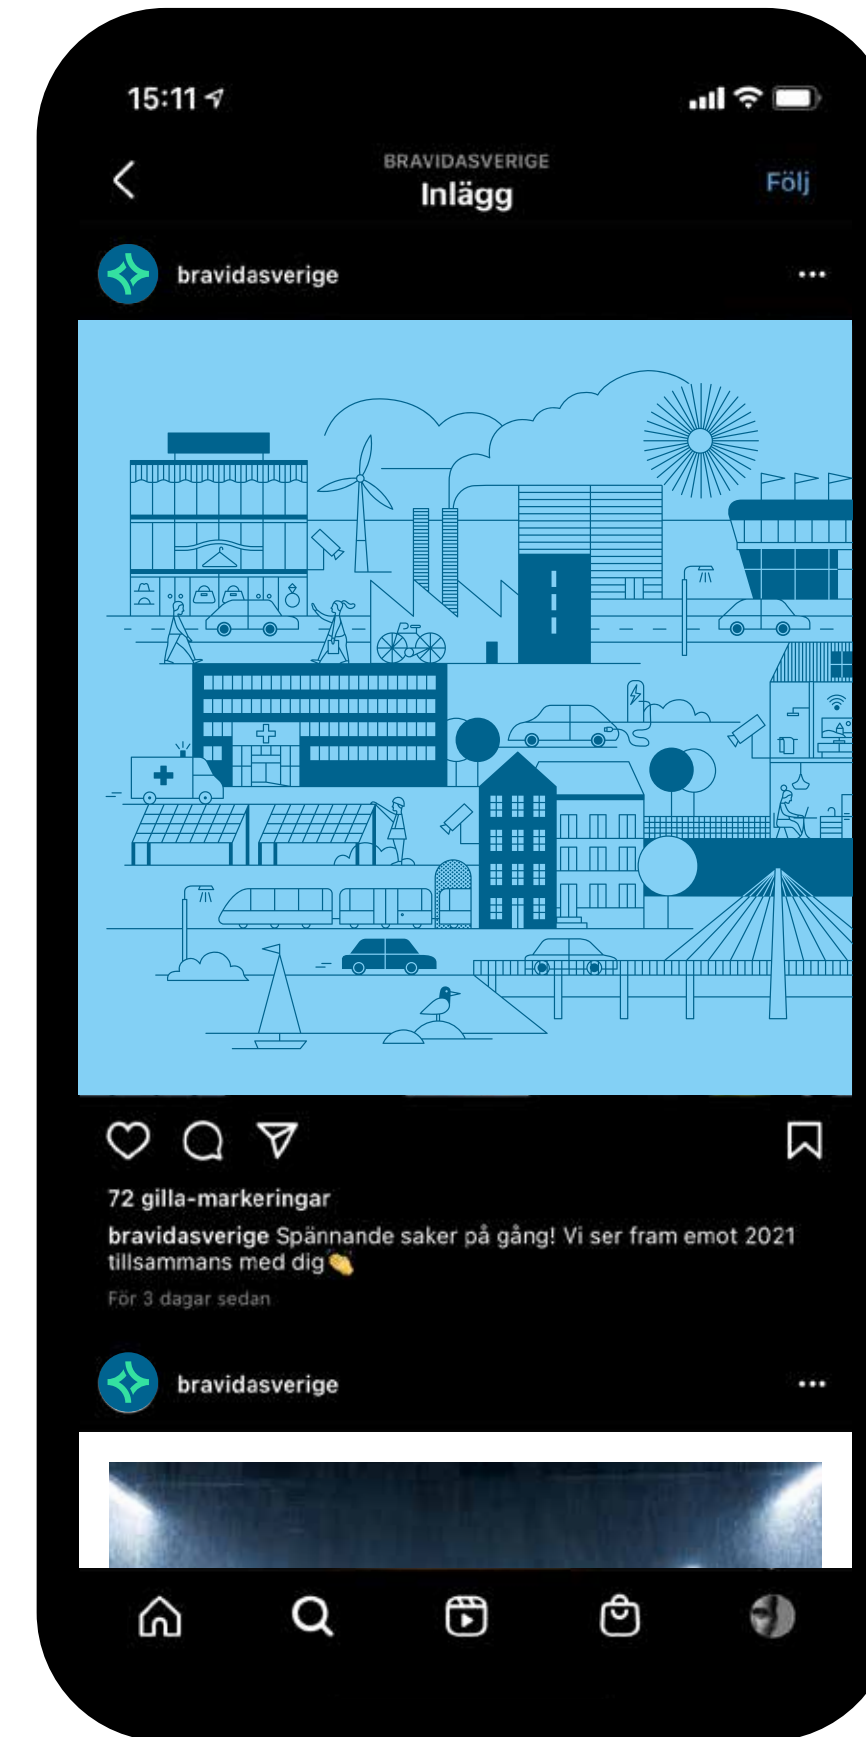 15:11
BRAVIDASVERIGE
Inlägg
Följ
bravidasverige
72 gilla-markeringar
bravidasverige Spännande saker på gång! Vi ser fram emot 2021
tillsammans med dig👏
För 3 dagar sedan
bravidasverige